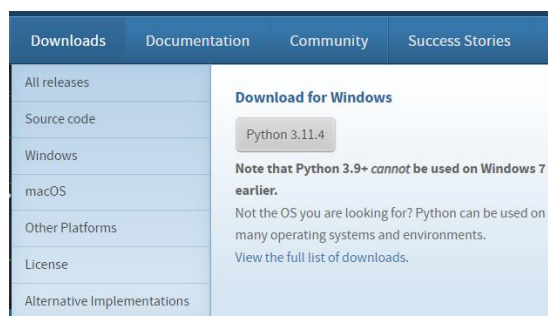 Downloads Documentation Community Success Stories
All releases
Source code
Windows
macOS
Other Platforms
License
Alternative Implementations
Download for Windows
Python 3.11.4
Note that Python 3.9+ cannot be used on Windows 7
earlier.
Not the OS you are looking for? Python can be used on
many operating systems and environments.
View the full list of downloads.